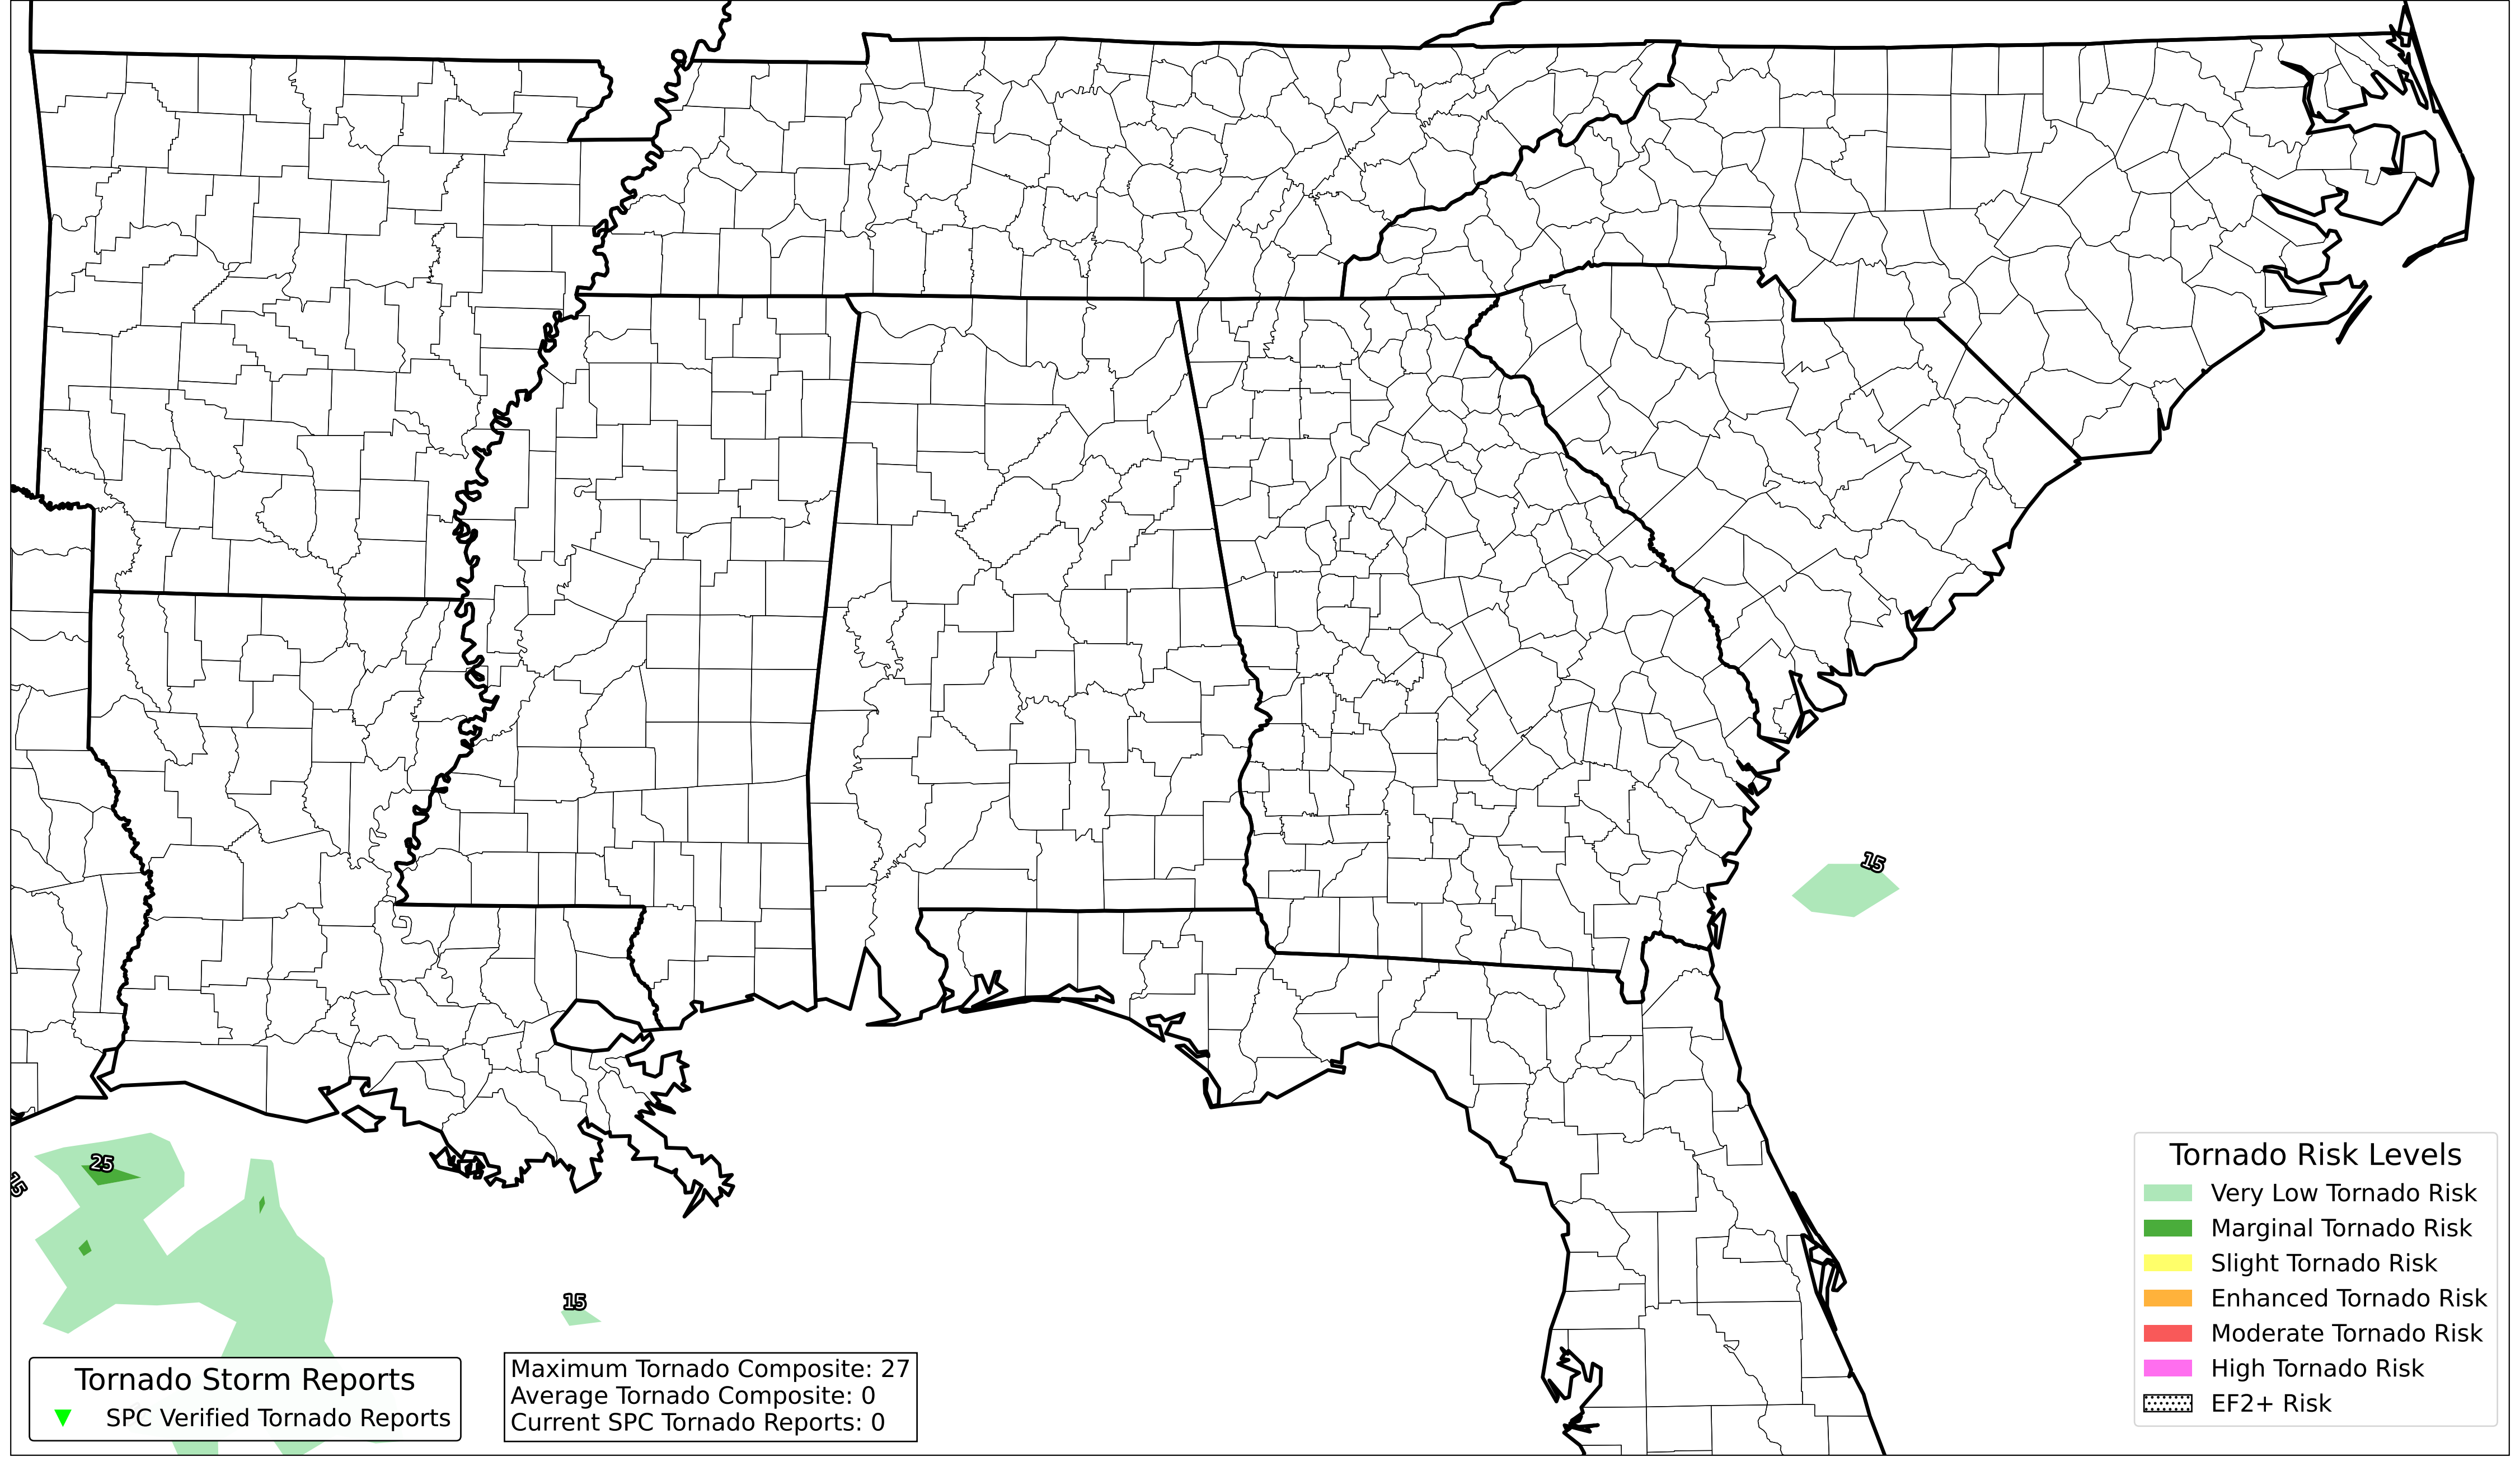 15
25
15
15
Tornado Storm Reports
SPC Verified Tornado Reports
Maximum Tornado Composite: 27
Average Tornado Composite: 0
Current SPC Tornado Reports: 0
Tornado Risk Levels
Very Low Tornado Risk
Marginal Tornado Risk
Slight Tornado Risk
Enhanced Tornado Risk
Moderate Tornado Risk
High Tornado Risk
EF2+ Risk